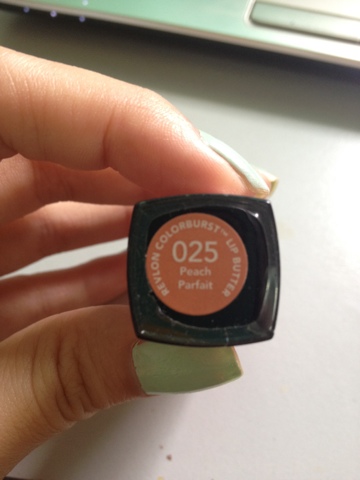 REVLON COLORBURST™ LIP BUTTER
025
Peach
Parfait